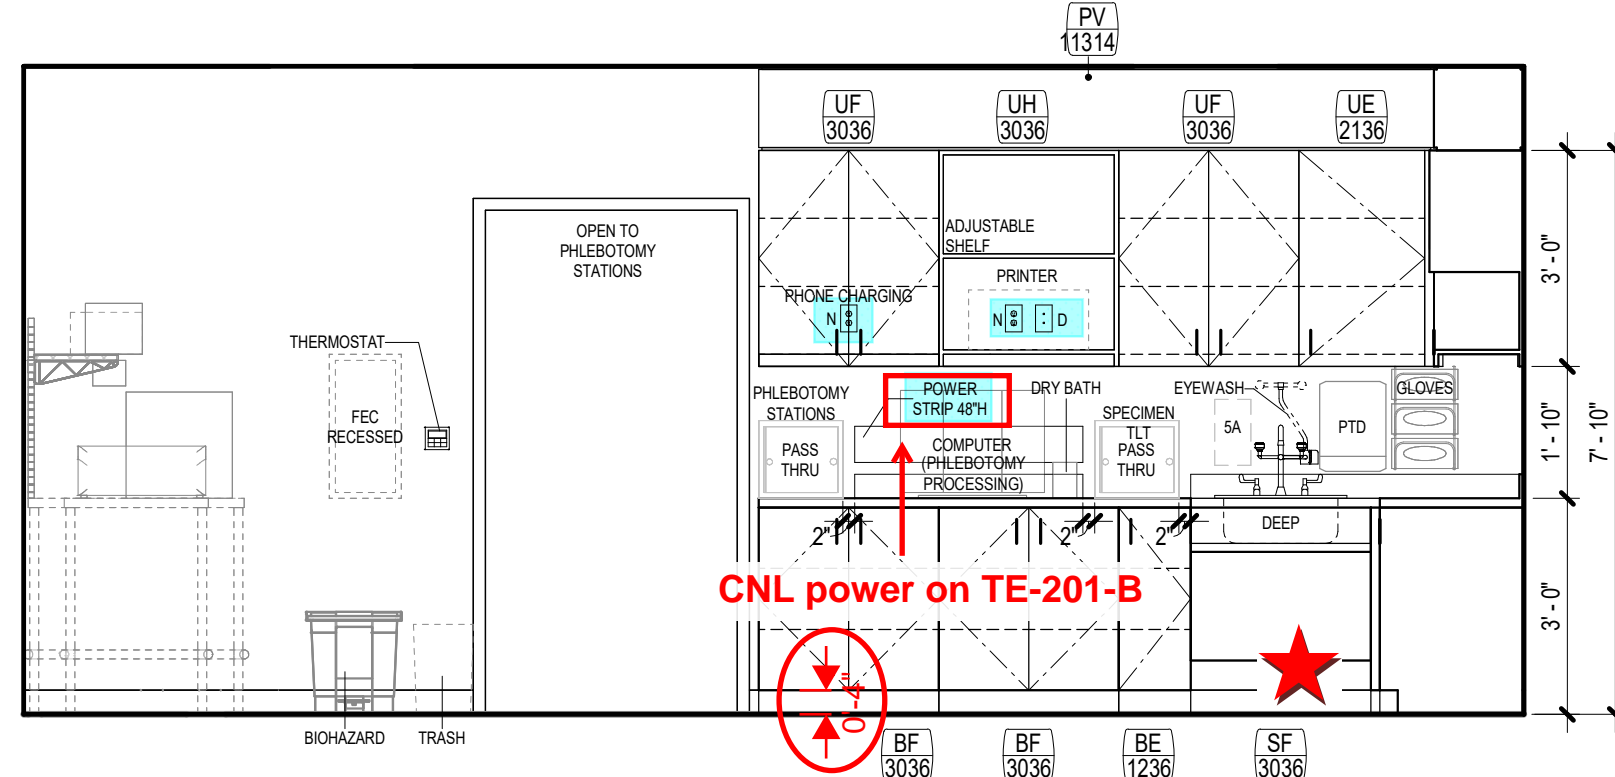 PV
11314
UF
3036
UH
3036
UF
3036
UE
2136
OPEN TO
PHLEBOTOMY
STATIONS
ADJUSTABLE
SHELF
PRINTER
PHONE CHARGING
N
N
D
THERMOSTAT
FEC
RECESSED
PHLEBOTOMY
STATIONS
POWER
STRIP 48"H
DRY BATH
EYEWASH
GLOVES
SPECIMEN
TLT
PASS
THRU
PASS
THRU
COMPUTER
(PHLEBOTOMY
PROCESSING)
5A
PTD
2"
2"
2"
DEEP
CNL power on TE-201-B
0'-4"
3' - 0"
1' - 10"
3' - 0"
7' - 10"
BIOHAZARD
TRASH
BF
3036
BF
3036
BE
1236
SF
3036